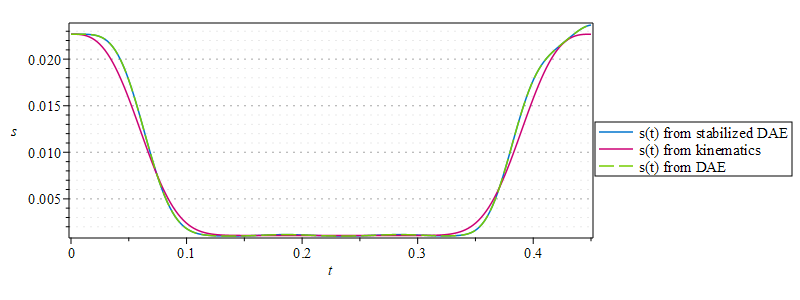 0.020
0.015
s
0.010
0.005
0
0.1
0.2
0.3
0.4
t
s(t) from stabilized DAE
s(t) from kinematics
s(t) from DAE